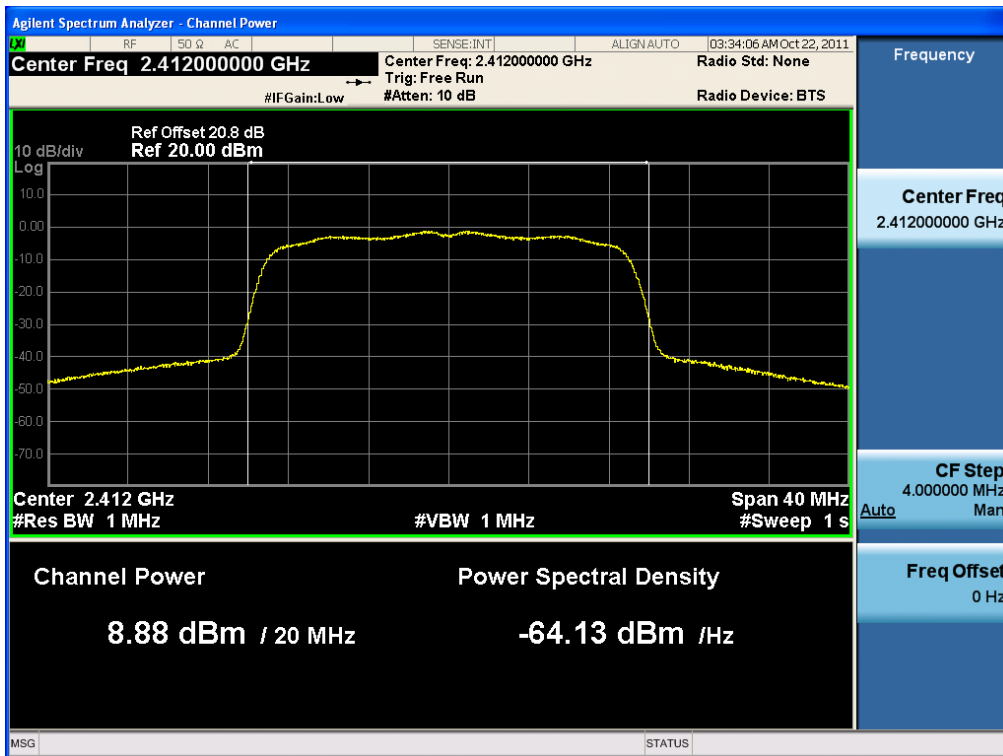 Agilent Spectrum Analyzer - Channel Power
LXI RF 50 Ω AC SENSE:INT ALIGN AUTO 03:34:06 AM Oct 22, 2011
Center Freq 2.412000000 GHz
Center Freq: 2.412000000 GHz
Radio Std: None
Trig: Free Run
#IFGain:Low
#Atten: 10 dB
Radio Device: BTS
Ref Offset 20.8 dB
10 dB/div Ref 20.00 dBm
Log
10.0
0.00
-10.0
-20.0
-30.0
-40.0
-50.0
-60.0
-70.0
Center 2.412 GHz Span 40 MHz
#Res BW 1 MHz #VBW 1 MHz #Sweep 1 s
Channel Power
Power Spectral Density
8.88 dBm / 20 MHz
-64.13 dBm /Hz
MSG STATUS
Frequency
Center Freq
2.412000000 GHz
CF Step
4.000000 MHz
Auto Man
Freq Offset
0 Hz